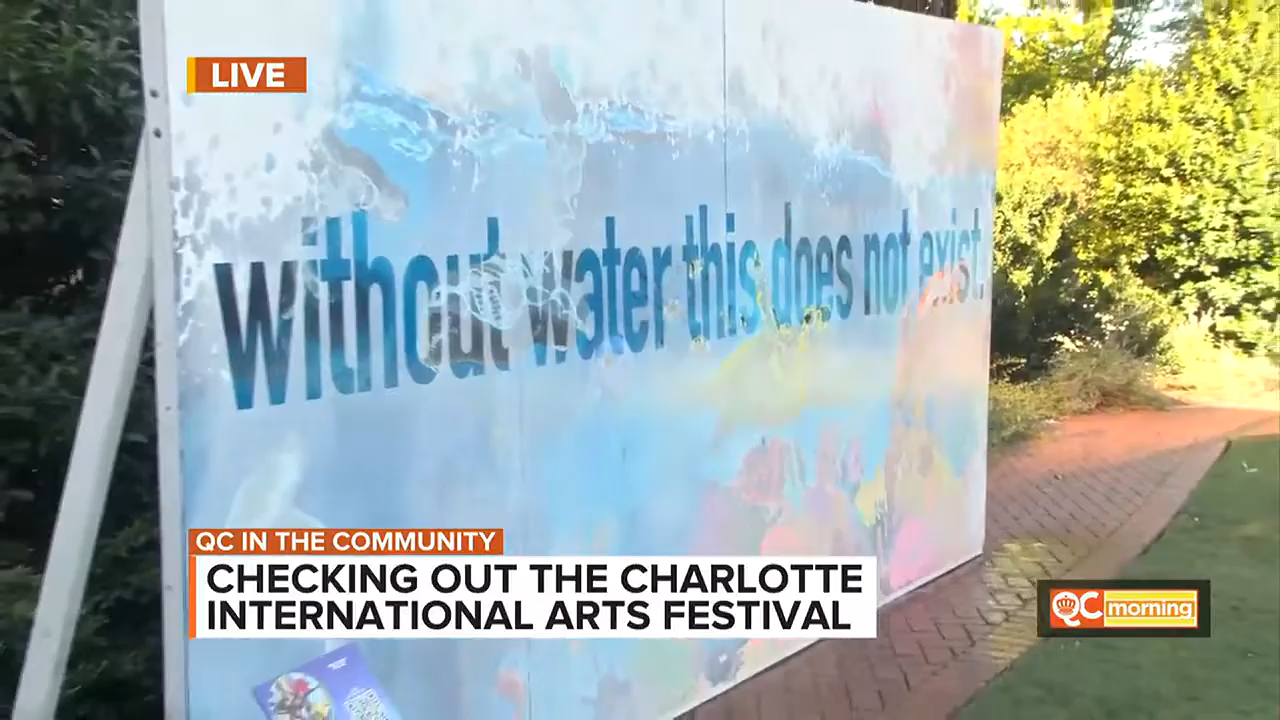 LIVE
without water this does not exist.
QC IN THE COMMUNITY
CHECKING OUT THE CHARLOTTE
INTERNATIONAL ARTS FESTIVAL
QC morning